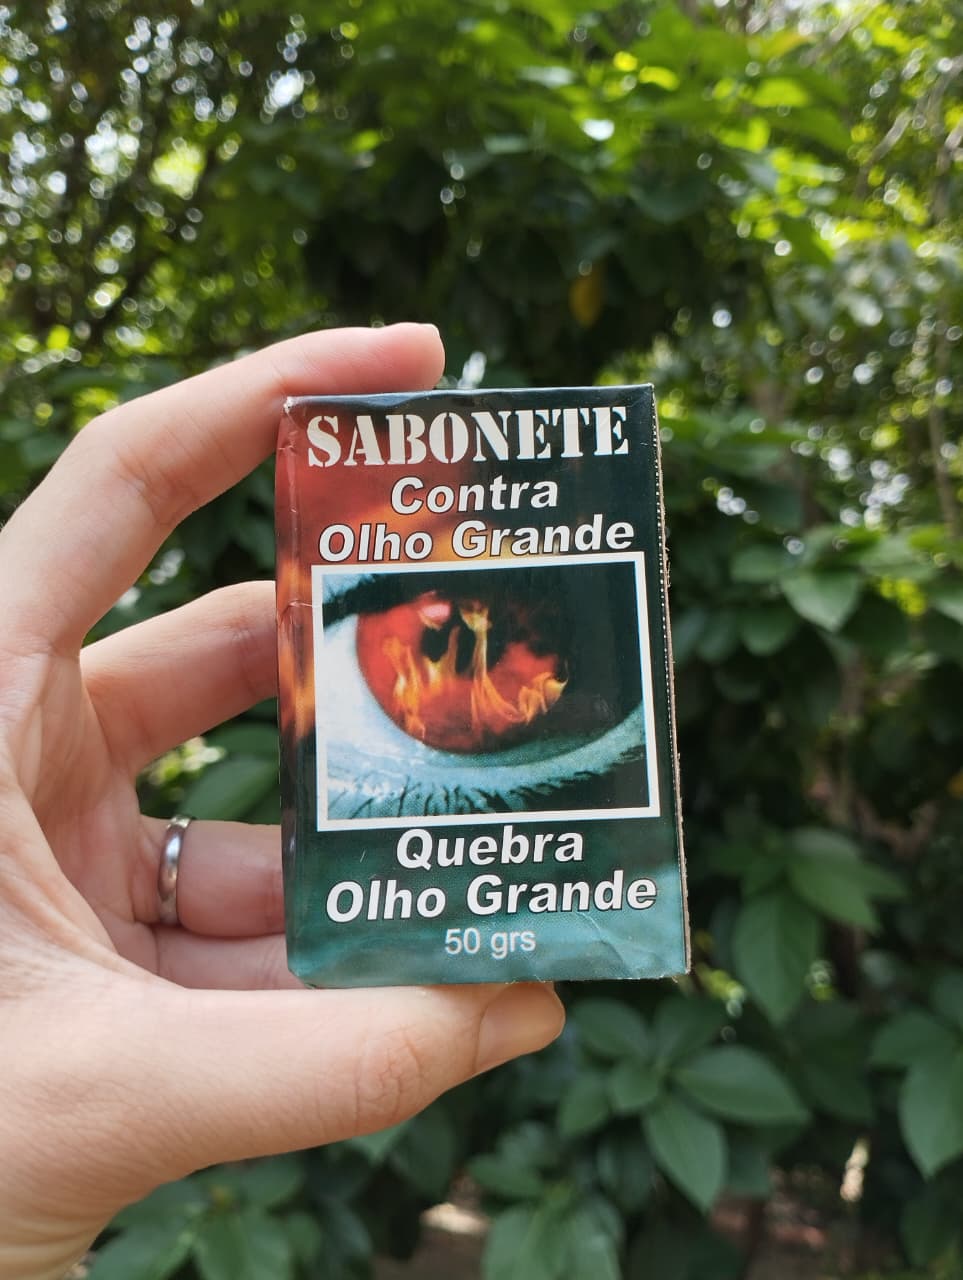 SABONETE
Contra
Olho Grande
Quebra
Olho Grande
50 grs